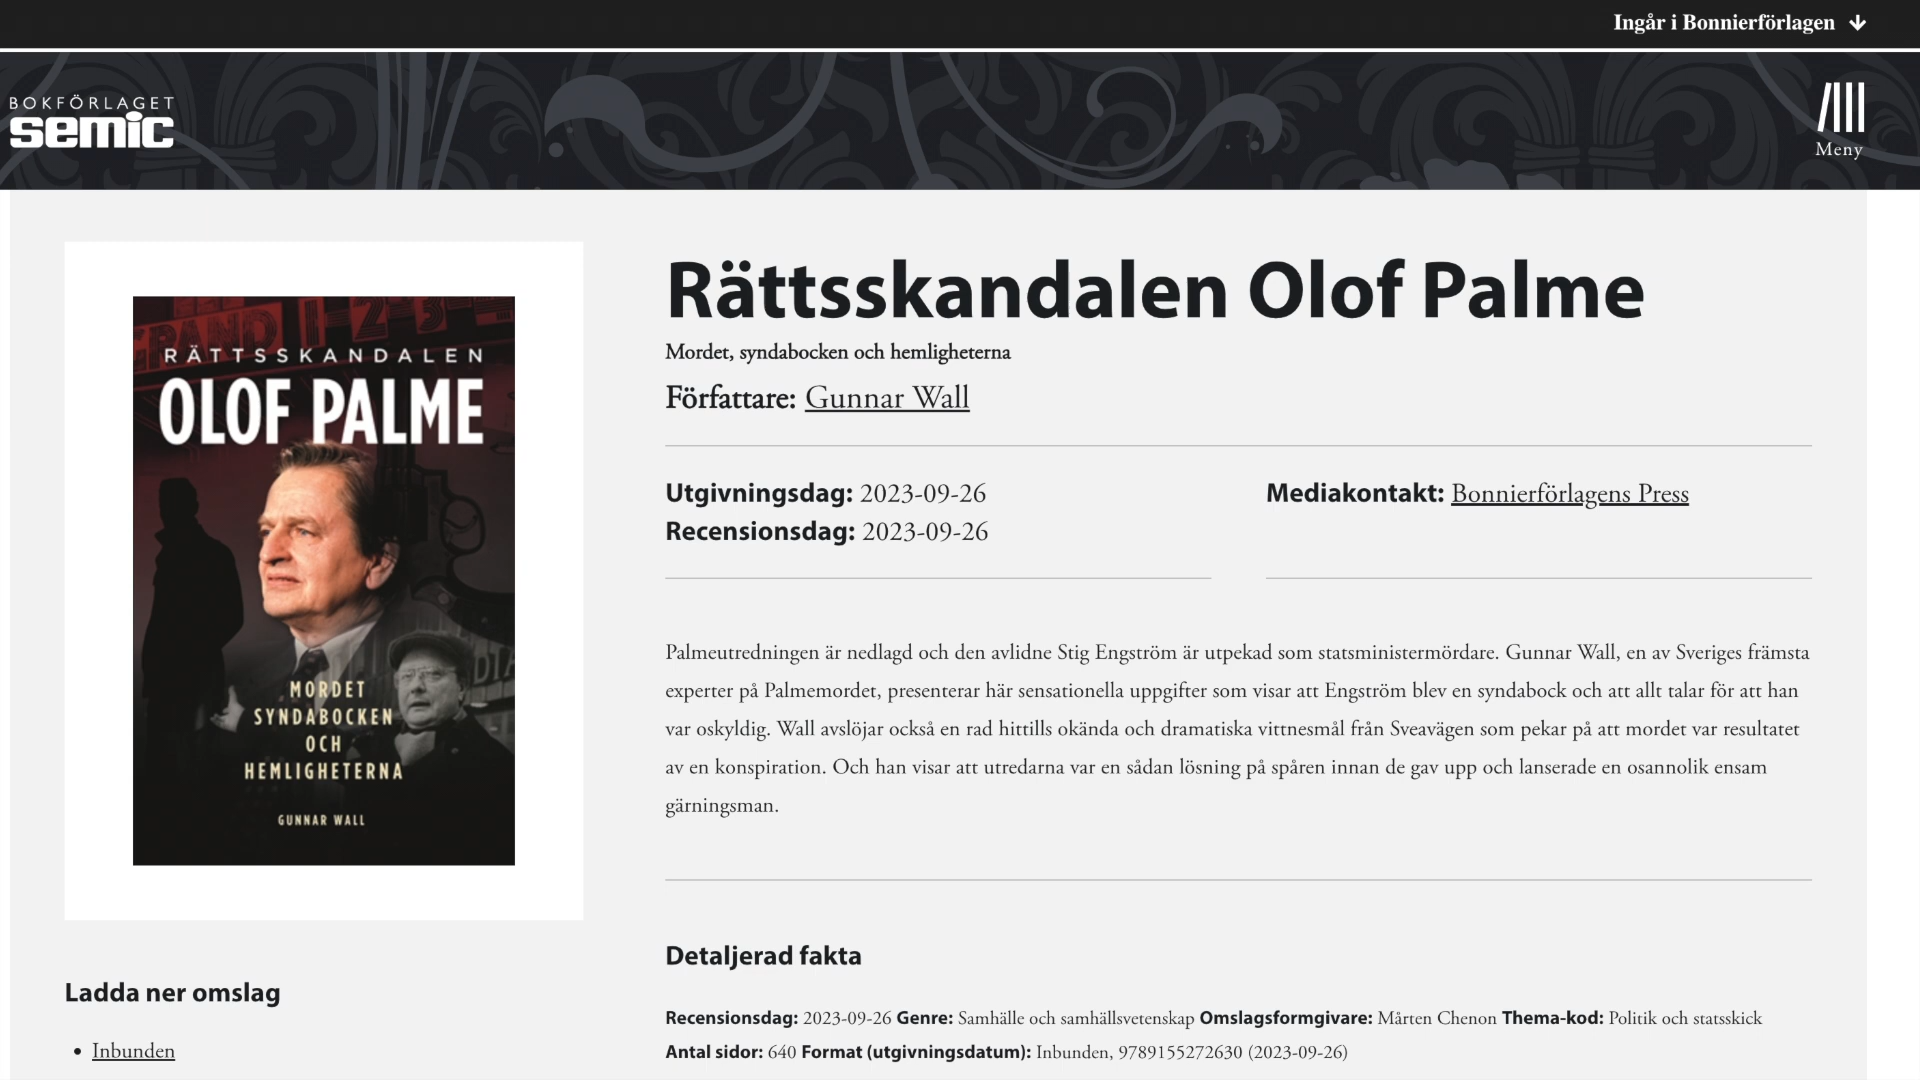 Ingår i Bonnierförlagen
BOKFÖRLAGET
semic
Meny
GRAND 1 2 3
RÄTTSSKANDALEN
OLOF PALME
MORDET
SYNDABOCKEN
OCH
HEMLIGHETERNA
GUNNAR WALL
Ladda ner omslag
Inbunden
Rättsskandalen Olof Palme
Mordet, syndabocken och hemligheterna
Författare: Gunnar Wall
Utgivningsdag: 2023-09-26
Recensionsdag: 2023-09-26
Mediakontakt: Bonnierförlagens Press
Palmeutredningen är nedlagd och den avlidne Stig Engström är utpekad som statsministermördare. Gunnar Wall, en av Sveriges främsta
experter på Palmemordet, presenterar här sensationella uppgifter som visar att Engström blev en syndabock och att allt talar för att han
var oskyldig. Wall avslöjar också en rad hittills okända och dramatiska vittnesmål från Sveavägen som pekar på att mordet var resultatet
av en konspiration. Och han visar att utredarna var en sådan lösning på spåren innan de gav upp och lanserade en osannolik ensam
gärningsman.
Detaljerad fakta
Recensionsdag: 2023-09-26 Genre: Samhälle och samhällsvetenskap Omslagsformgivare: Mårten Chenon Thema-kod: Politik och statsskick
Antal sidor: 640 Format (utgivningsdatum): Inbunden, 9789155272630 (2023-09-26)